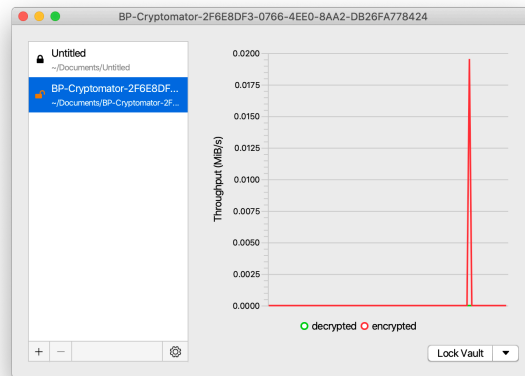 BP-Cryptomator-2F6E8DF3-0766-4EE0-8AA2-DB26FA778424
Untitled
~/Documents/Untitled
BP-Cryptomator-2F6E8DF...
~/Documents/BP-Cryptomator-2F...
Throughput (MiB/s)
0.0200
0.0175
0.0150
0.0125
0.0100
0.0075
0.0050
0.0025
0.0000
decrypted encrypted
+ −
Lock Vault